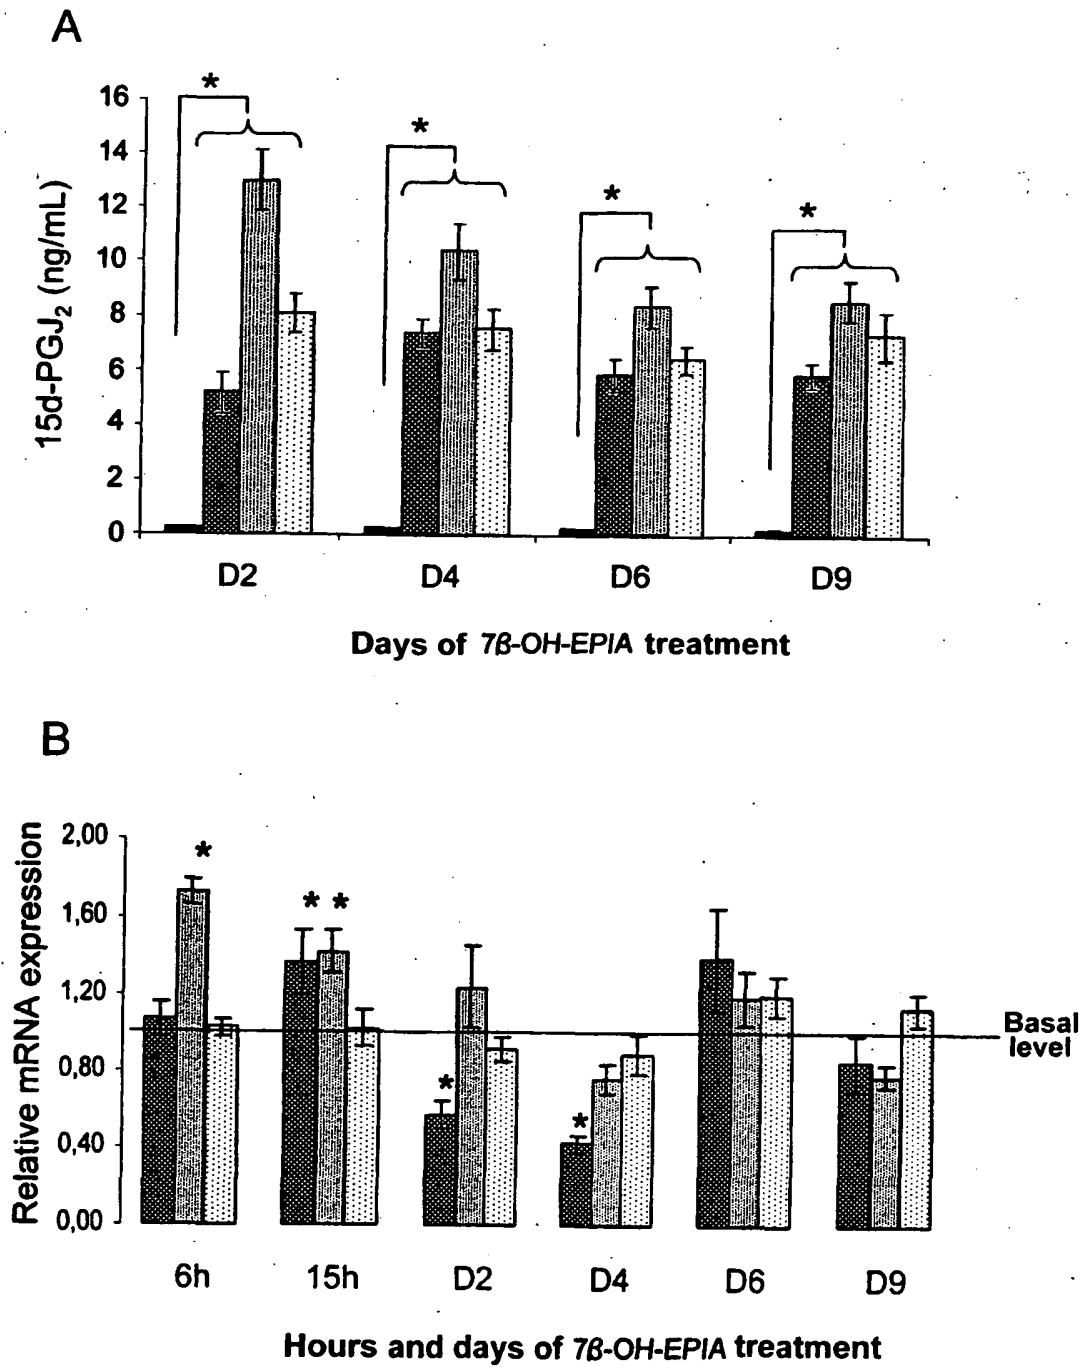 A
16
14
12
10
8
6
4
2
0
15d-PGJ2 (ng/mL)
*
*
*
*
D2 D4 D6 D9
Days of 7ß-OH-EPIA treatment
B
2,00
1,60
1,20
0,80
0,40
0,00
Relative mRNA expression
*
* *
*
*
Basal
level
6h 15h D2 D4 D6 D9
Hours and days of 7ß-OH-EPIA treatment